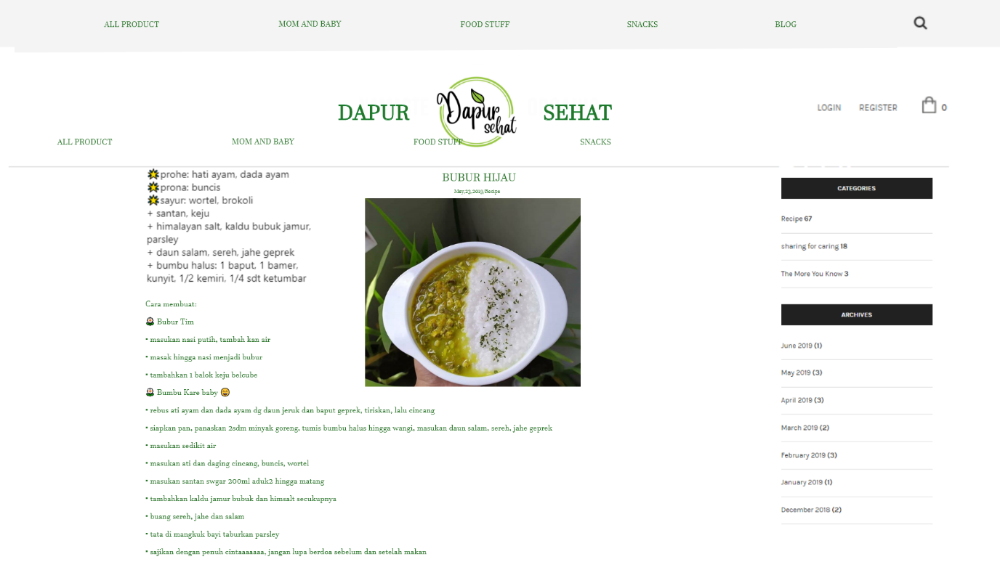 ALL PRODUCT MOM AND BABY FOOD STUFF SNACKS BLOG
DAPUR Dapur sehat SEHAT
LOGIN REGISTER 0
ALL PRODUCT MOM AND BABY FOOD STUFF SNACKS
prohe: hati ayam, dada ayam
prona: buncis
sayur: wortel, brokoli
+ santan, keju
+ himalayan salt, kaldu bubuk jamur,
parsley
+ daun salam, sereh, jahe geprek
+ bumbu halus: 1 baput, 1 bamer,
kunyit, 1/2 kemiri, 1/4 sdt ketumbar
BUBUR HIJAU
May,23,2019/Recipe
Cara membuat:
Bubur Tim
• masukan nasi putih, tambah kan air
• masak hingga nasi menjadi bubur
• tambahkan 1 balok keju belcube
Bumbu Kare baby
• rebus ati ayam dan dada ayam dg daun jeruk dan baput geprek, tiriskan, lalu cincang
• siapkan pan, panaskan 2sdm minyak goreng, tumis bumbu halus hingga wangi, masukan daun salam, sereh, jahe geprek
• masukan sedikit air
• masukan ati dan daging cincang, buncis, wortel
• masukan santan swgar 200ml aduk2 hingga matang
• tambahkan kaldu jamur bubuk dan himsalt secukupnya
• buang sereh, jahe dan salam
• tata di mangkuk bayi taburkan parsley
• sajikan dengan penuh cintaaaaaaa, jangan lupa berdoa sebelum dan setelah makan
CATEGORIES
Recipe 67
sharing for caring 18
The More You Know 3
ARCHIVES
June 2019 (1)
May 2019 (3)
April 2019 (3)
March 2019 (2)
February 2019 (3)
January 2019 (1)
December 2018 (2)